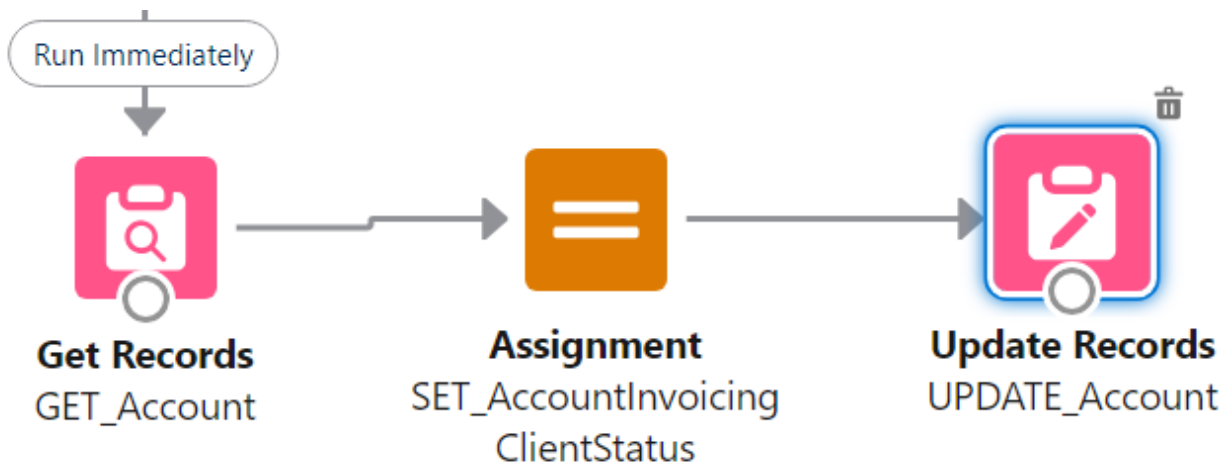 Run Immediately
Get Records
GET_Account
Assignment
SET_AccountInvoicing
ClientStatus
Update Records
UPDATE_Account